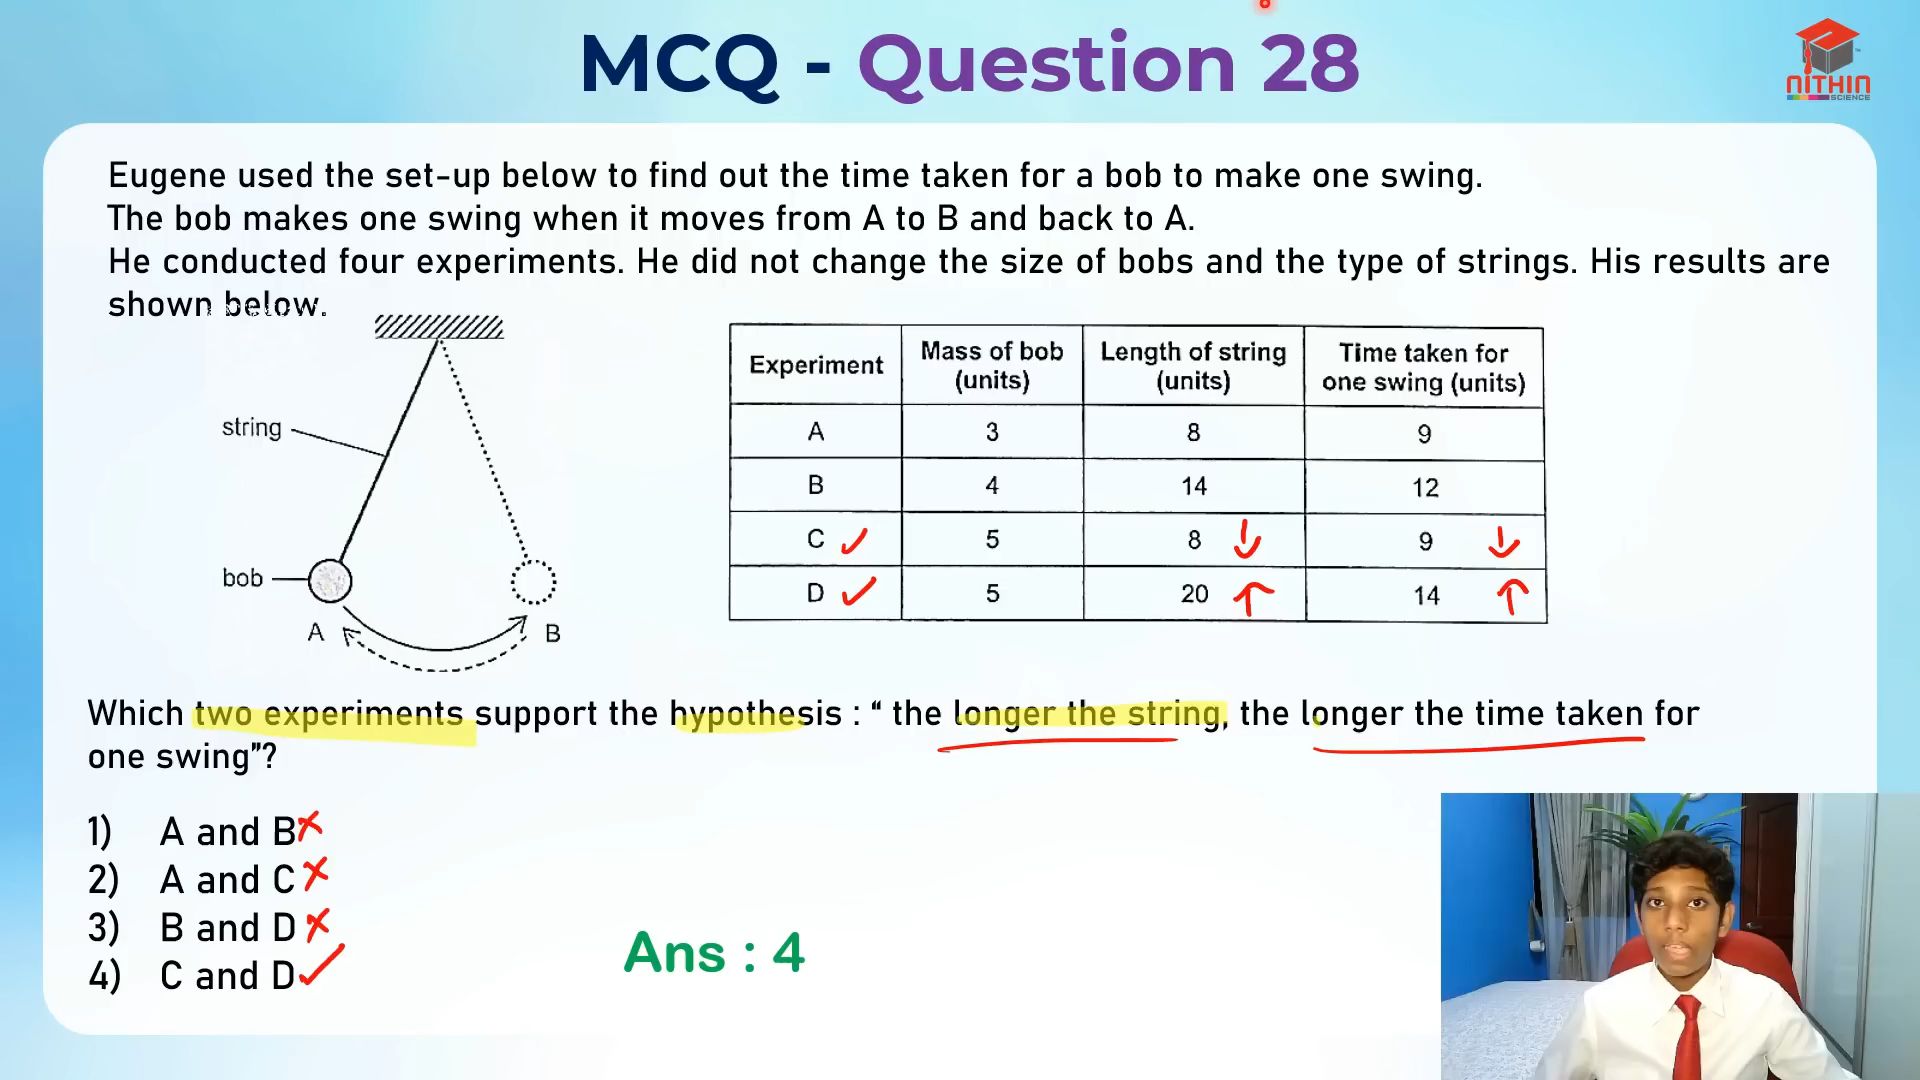 MCQ - Question 28
NITHIN
SCIENCE
Eugene used the set-up below to find out the time taken for a bob to make one swing.
The bob makes one swing when it moves from A to B and back to A.
He conducted four experiments. He did not change the size of bobs and the type of strings. His results are
shown below.
string
bob
A
B
Experiment
Mass of bob
(units)
Length of string
(units)
Time taken for
one swing (units)
A 3 8 9
B 4 14 12
C 5 8 9
D 5 20 14
Which two experiments support the hypothesis : “ the longer the string, the longer the time taken for
one swing”?
1) A and B
2) A and C
3) B and D
4) C and D
Ans : 4